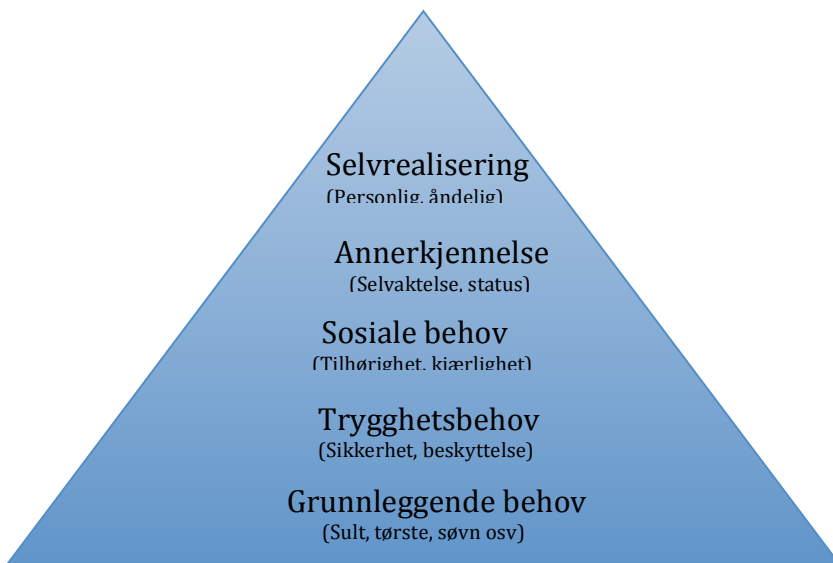 Selvrealisering
(Personlig, åndelig)
Annerkjennelse
(Selvaktelse, status)
Sosiale behov
(Tilhørighet, kjærlighet)
Trygghetsbehov
(Sikkerhet, beskyttelse)
Grunnleggende behov
(Sult, tørste, søvn osv)